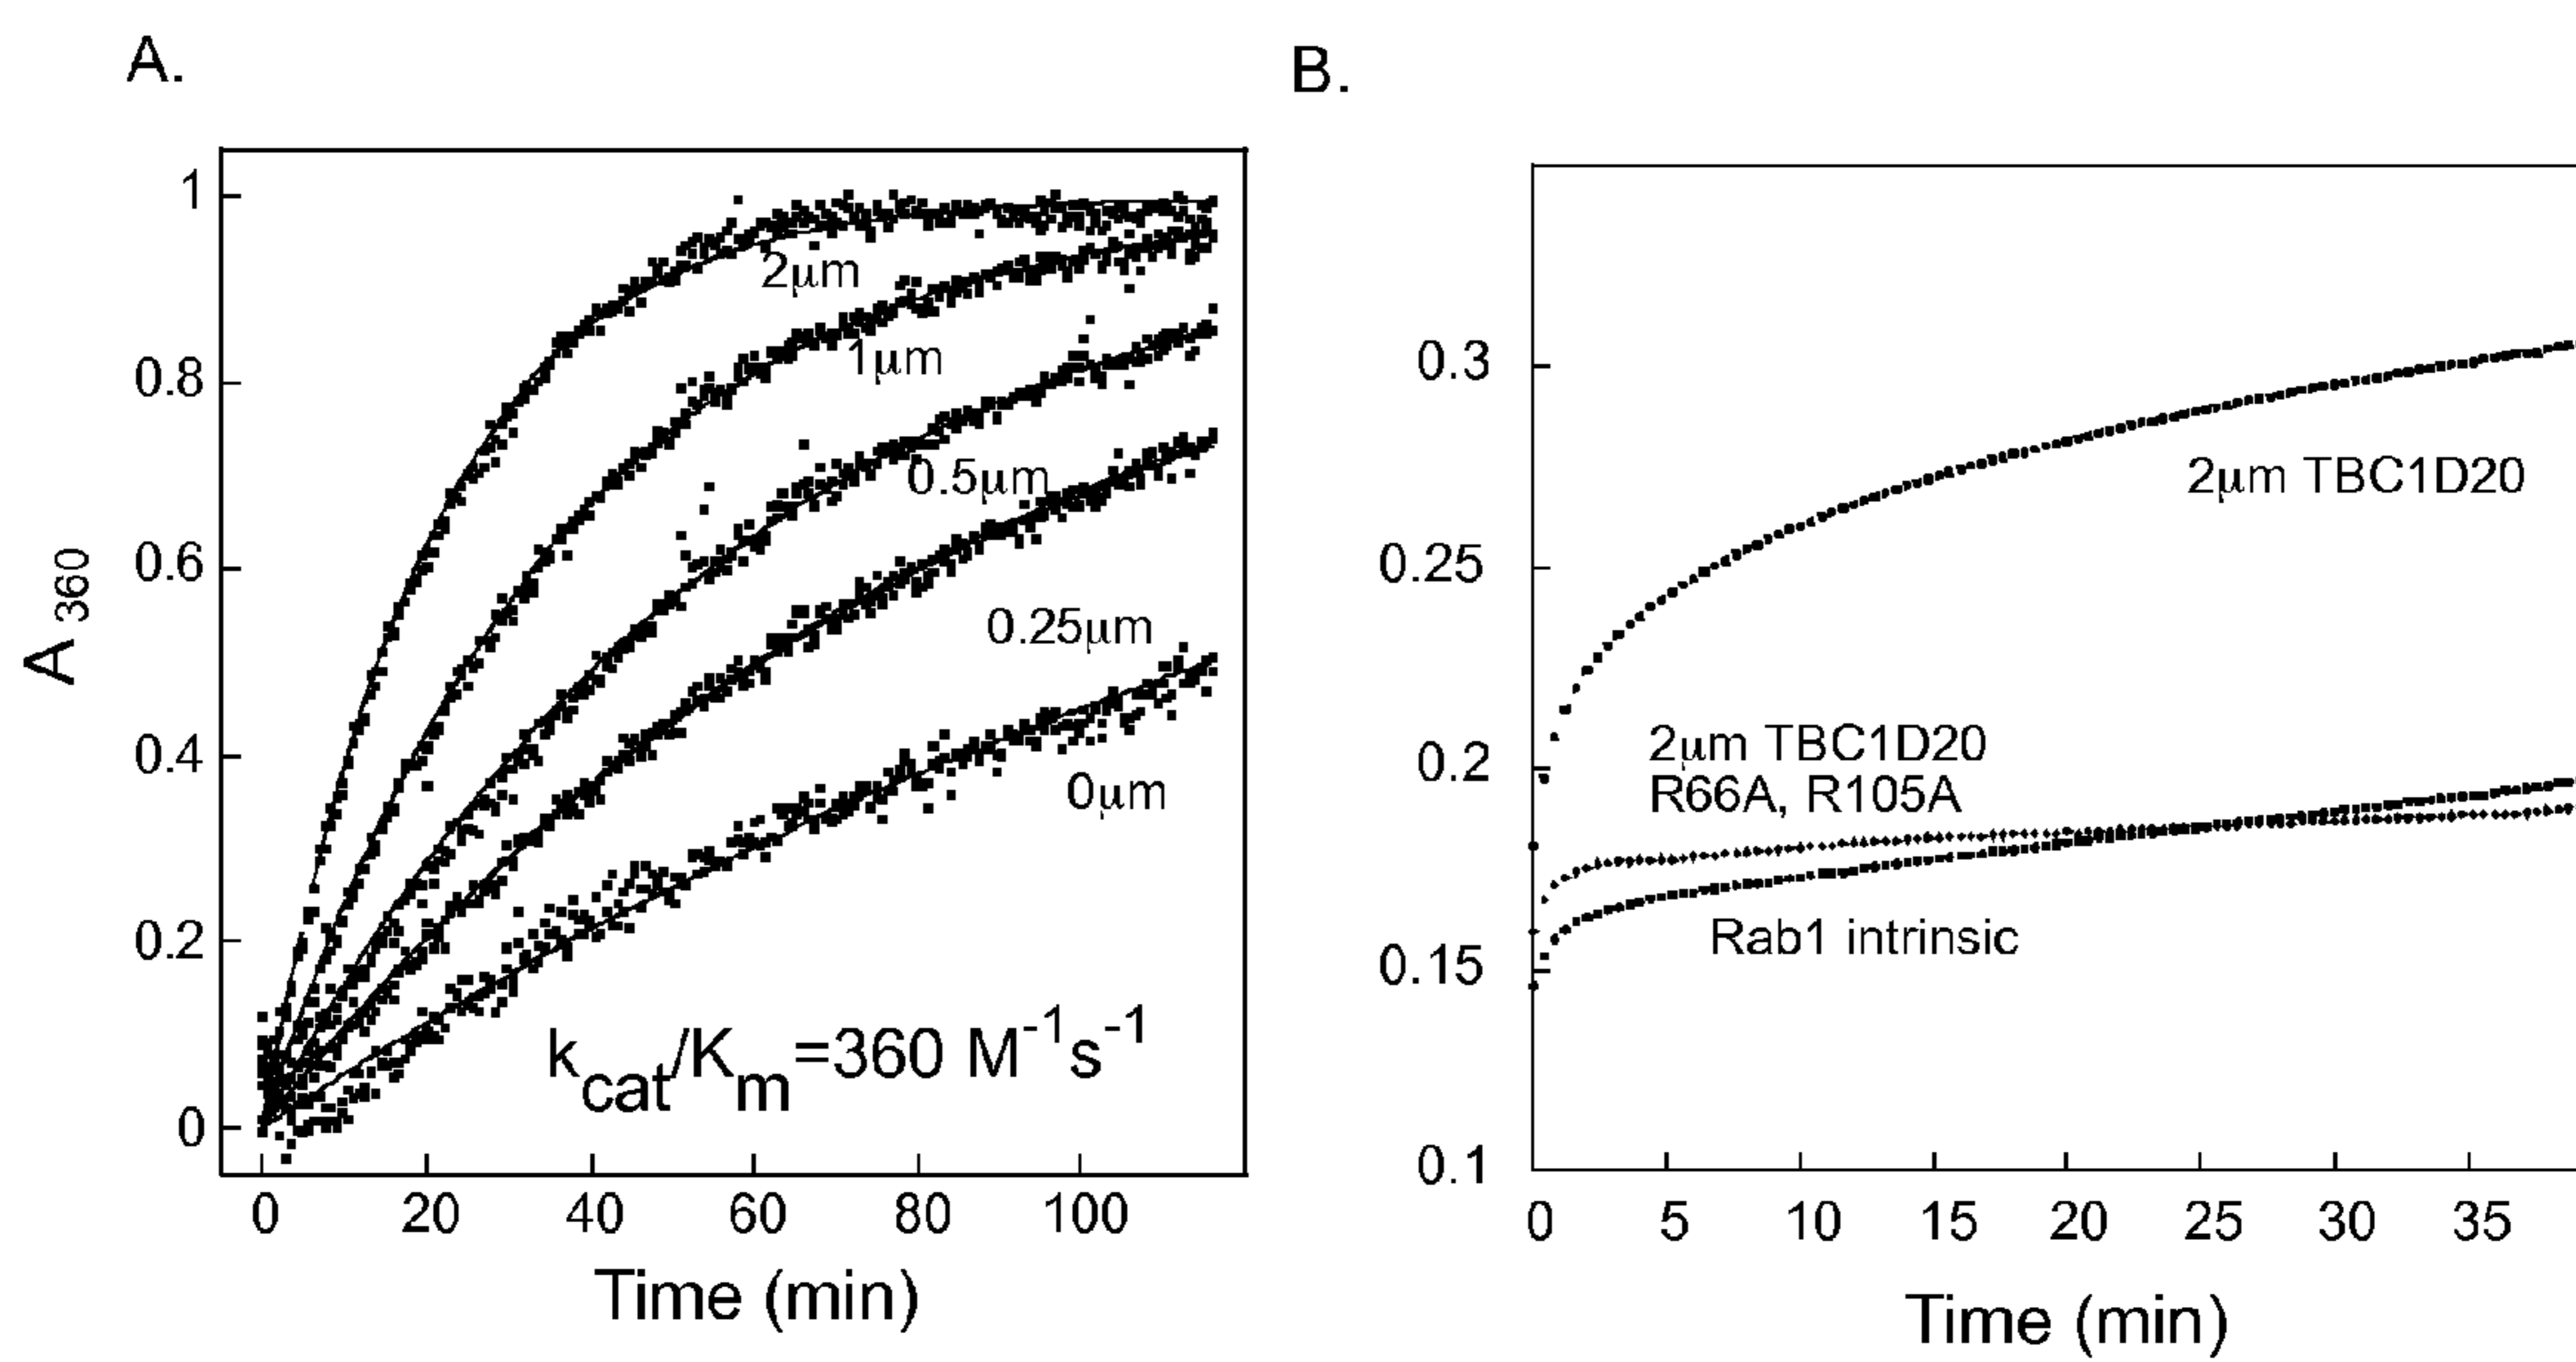 A.
1
0.8
0.6
0.4
0.2
0
A 360
2μm
1μm
0.5μm
0.25μm
0μm
kcat/Km=360 M-1s-1
0 20 40 60 80 100
Time (min)
B.
0.3
0.25
0.2
0.15
0.1
2μm TBC1D20
2μm TBC1D20
R66A, R105A
Rab1 intrinsic
0 5 10 15 20 25 30 35
Time (min)